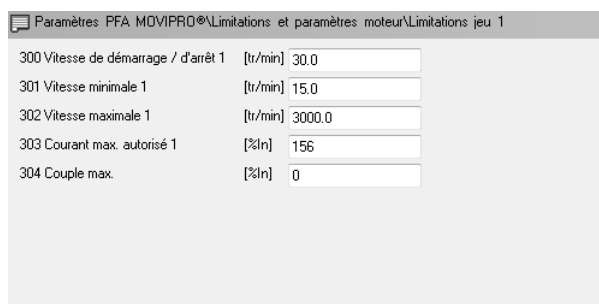 Paramètres PFA MOVIPRO®\Limitations et paramètres moteur\Limitations jeu 1
300 Vitesse de démarrage / d'arrêt 1 [tr/min] 30.0
301 Vitesse minimale 1 [tr/min] 15.0
302 Vitesse maximale 1 [tr/min] 3000.0
303 Courant max. autorisé 1 [%In] 156
304 Couple max. [%In] 0